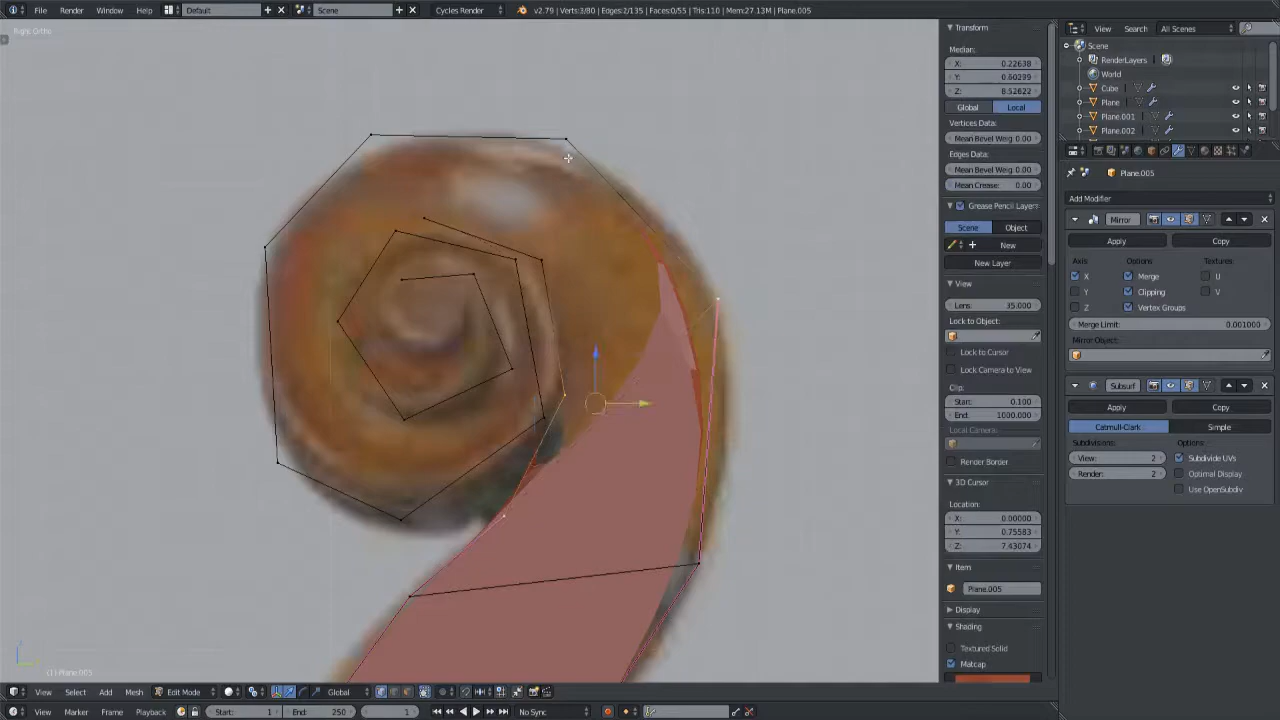 File Render Window Help Default Scene Cycles Render v2.79 | Verts:3/80 | Edges:2/135 | Faces:0/55 | Tris:110 | Mem:27.13M | Plane.005
Right Ortho
Transform
Median:
X: 0.22638
Y: 0.60299
Z: 8.52622
Global Local
Vertices Data:
Mean Bevel Weig 0.00
Edges Data:
Mean Bevel Weig 0.00
Mean Crease: 0.00
Grease Pencil Layers
Scene Object
New
New Layer
View
Lens: 35.000
Lock to Object:
Lock to Cursor
Lock Camera to View
Clip:
Start: 0.100
End: 1000.000
Local Camera:
Render Border
3D Cursor
Location:
X: 0.00000
Y: 0.75583
Z: 7.43074
Item
Plane.005
Display
Shading
Textured Solid
Matcap
View Search All Scenes
Scene
RenderLayers
World
Cube
Plane
Plane.001
Plane.002
Plane.005
Add Modifier
Mirror
Apply Copy
Axis Options Textures
X Merge U
Y Clipping V
Z Vertex Groups
Merge Limit: 0.001000
Mirror Object:
Subsurf
Apply Copy
Catmull-Clark Simple
Subdivisions: Options
View: 2 Subdivide UVs
Render: 2 Optimal Display
Use OpenSubdiv
(1) Plane.005
View Select Add Mesh Edit Mode Global
View Marker Frame Playback Start: 1 End: 250 1 No Sync